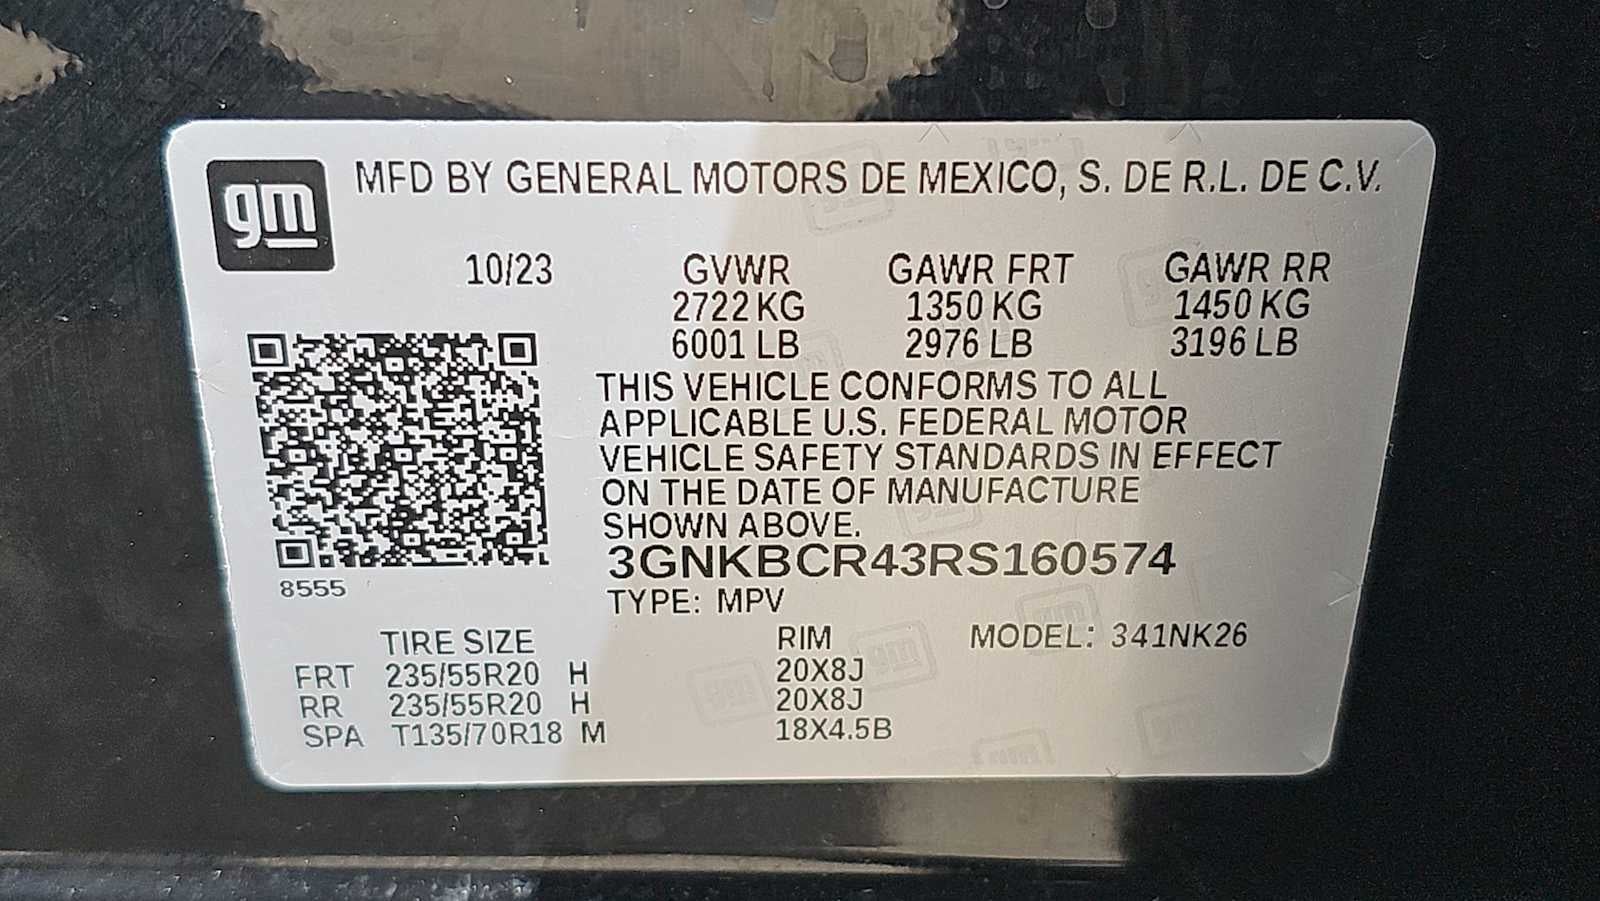 gm MFD BY GENERAL MOTORS DE MEXICO, S. DE R.L. DE C.V.
10/23 GVWR GAWR FRT GAWR RR
2722 KG 1350 KG 1450 KG
6001 LB 2976 LB 3196 LB
THIS VEHICLE CONFORMS TO ALL
APPLICABLE U.S. FEDERAL MOTOR
VEHICLE SAFETY STANDARDS IN EFFECT
ON THE DATE OF MANUFACTURE
SHOWN ABOVE.
3GNKBCR43RS160574
8555
TYPE: MPV
TIRE SIZE RIM MODEL: 341NK26
FRT 235/55R20 H 20X8J
RR 235/55R20 H 20X8J
SPA T135/70R18 M 18X4.5B